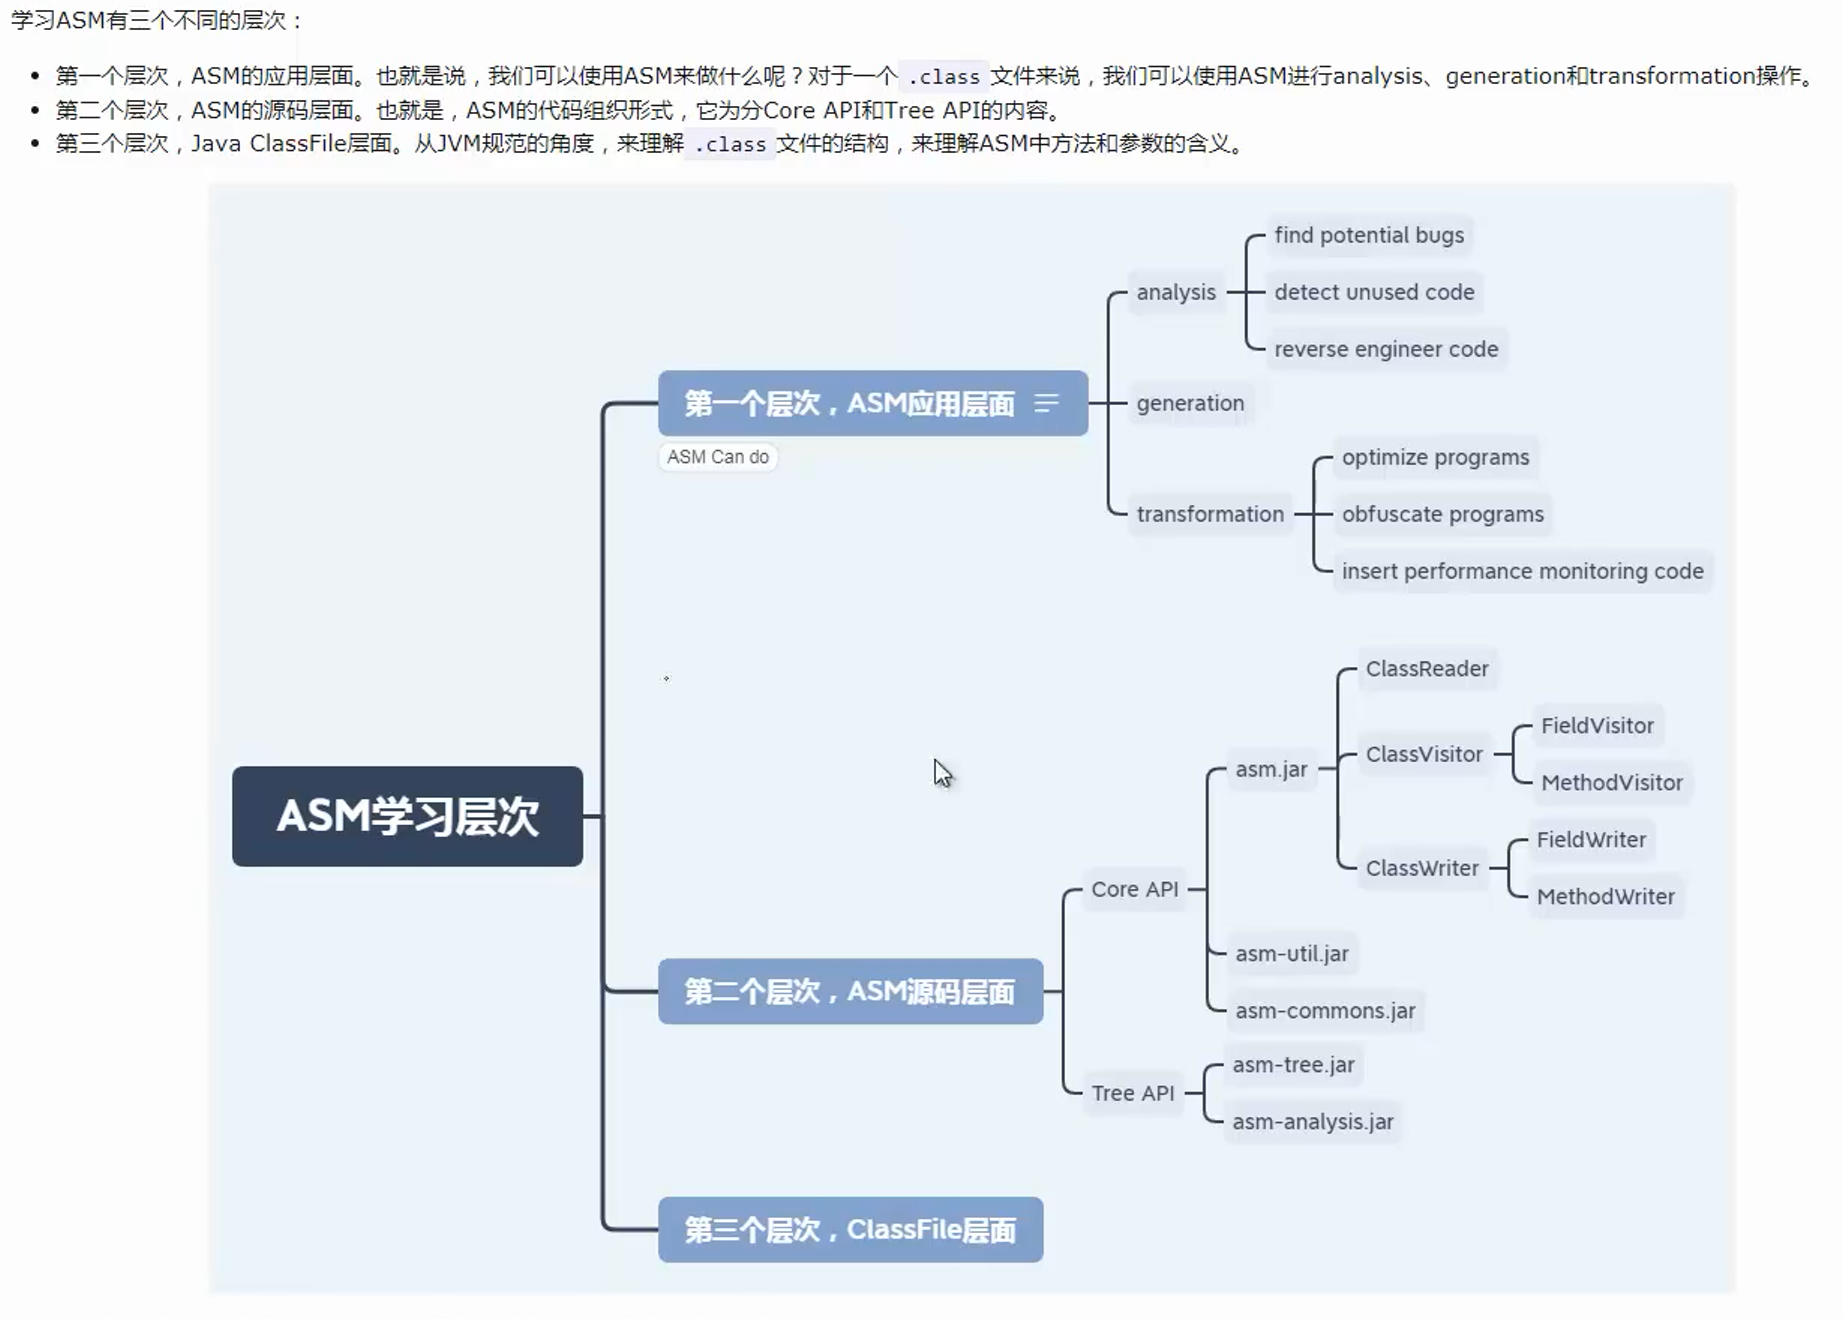 学习ASM有三个不同的层次：
第一个层次，ASM的应用层面。也就是说，我们可以使用ASM来做什么呢？对于一个 .class 文件来说，我们可以使用ASM进行analysis、generation和transformation操作。
第二个层次，ASM的源码层面。也就是，ASM的代码组织形式，它为分Core API和Tree API的内容。
第三个层次，Java ClassFile层面。从JVM规范的角度，来理解 .class 文件的结构，来理解ASM中方法和参数的含义。
ASM学习层次
第一个层次，ASM应用层面
ASM Can do
analysis
find potential bugs
detect unused code
reverse engineer code
generation
transformation
optimize programs
obfuscate programs
insert performance monitoring code
第二个层次，ASM源码层面
Core API
asm.jar
ClassReader
ClassVisitor
FieldVisitor
MethodVisitor
ClassWriter
FieldWriter
MethodWriter
asm-util.jar
asm-commons.jar
Tree API
asm-tree.jar
asm-analysis.jar
第三个层次，ClassFile层面